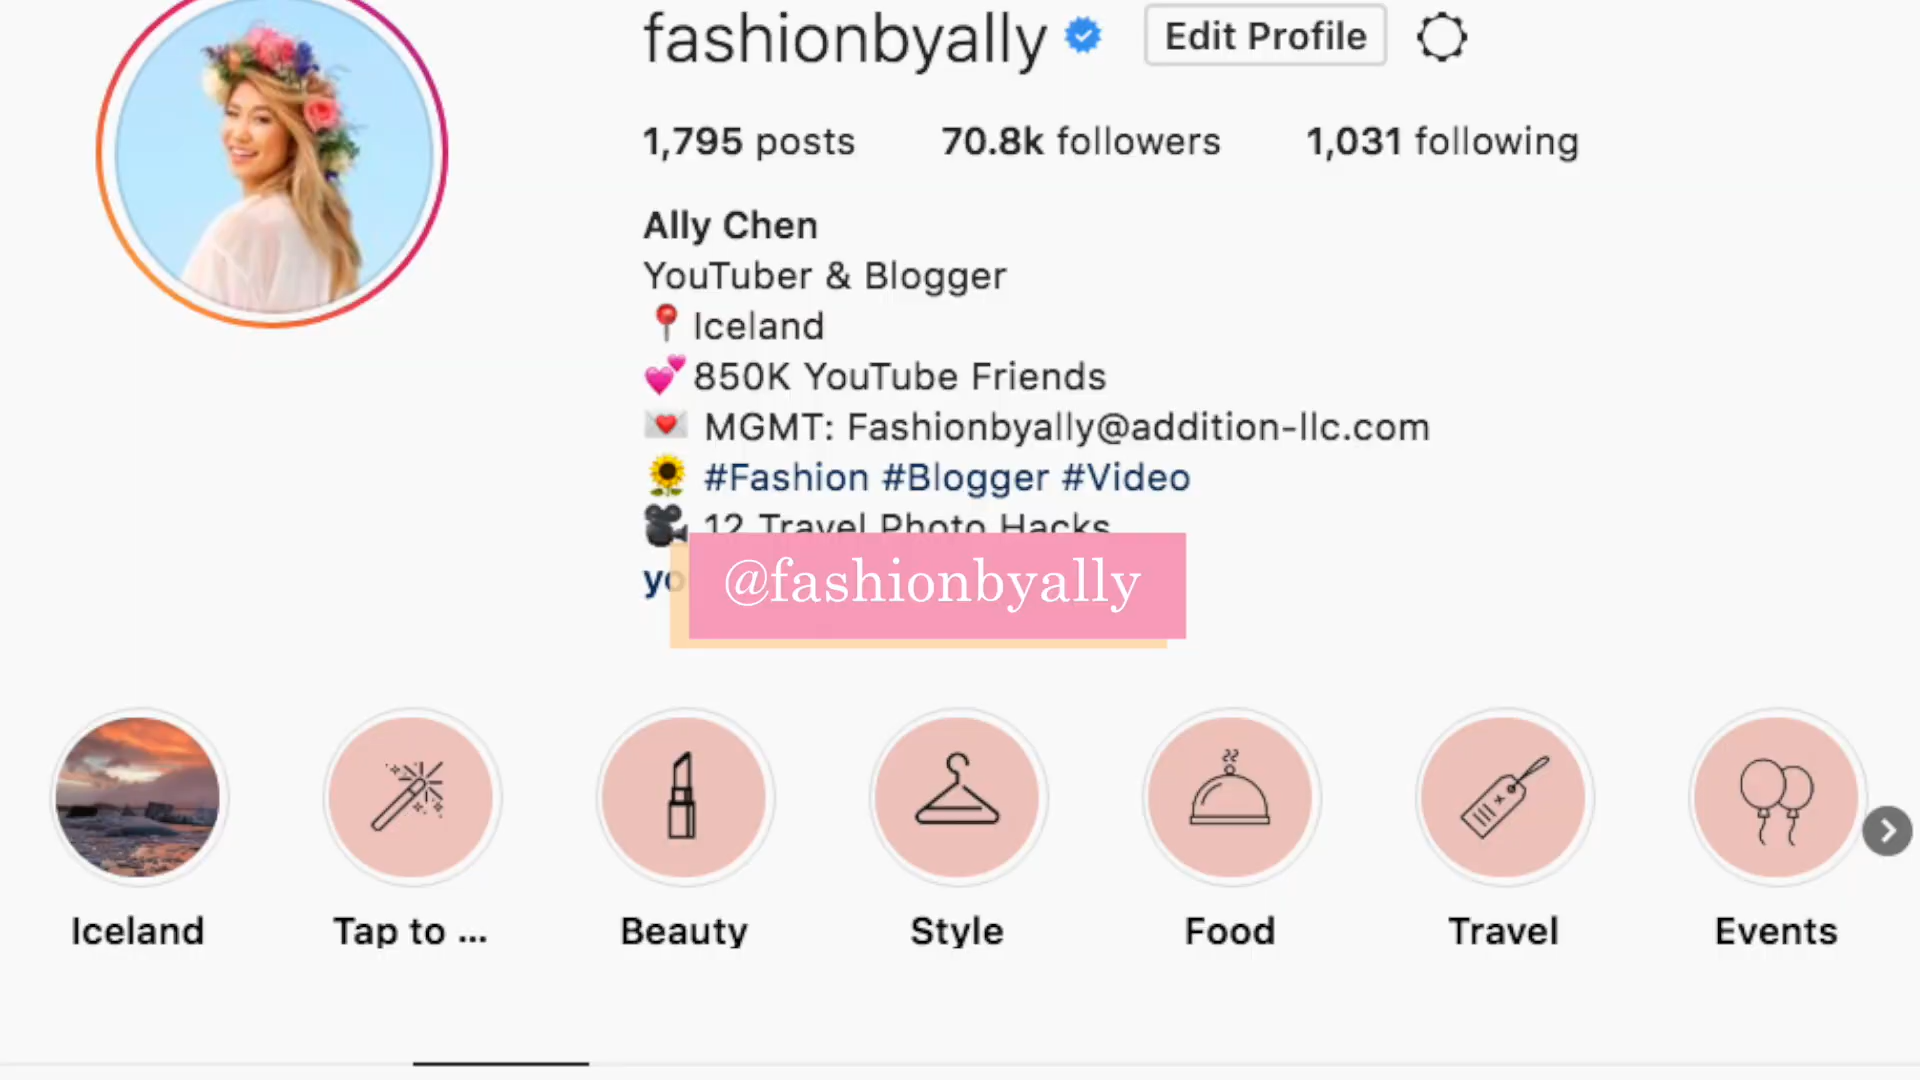 fashionbyally Edit Profile
1,795 posts 70.8k followers 1,031 following
Ally Chen
YouTuber & Blogger
📍Iceland
💕850K YouTube Friends
💌 MGMT: Fashionbyally@addition-llc.com
🌻 #Fashion #Blogger #Video
🎥 12 Travel Photo Hacks
@fashionbyally
Iceland Tap to ... Beauty Style Food Travel Events